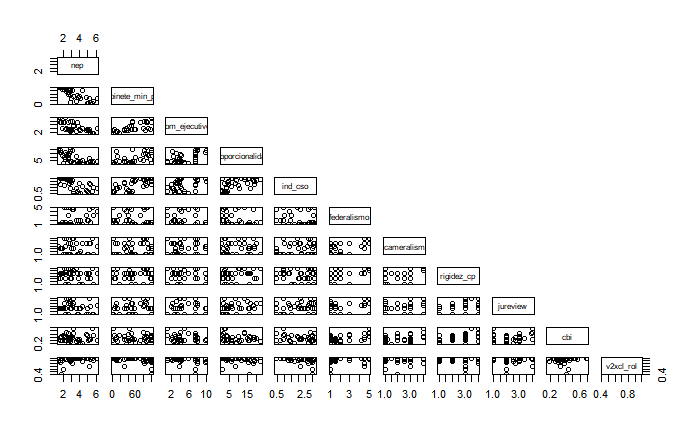 2 4 6
nep
2
binete_min_p
0
om_ejecutivo
2
oporcionalida
5
ind_cso
0.5
federalismo
1 5
cameralism
1.0
rigidez_cp
1.0
jureview
1.0
cbi
0.2
v2xcl_rol
0.4 0.4
2 4 6 0 60 2 6 10 5 15 0.5 2.5 1 3 5 1.0 3.0 1.0 3.0 1.0 3.0 0.2 0.6 0.4 0.8